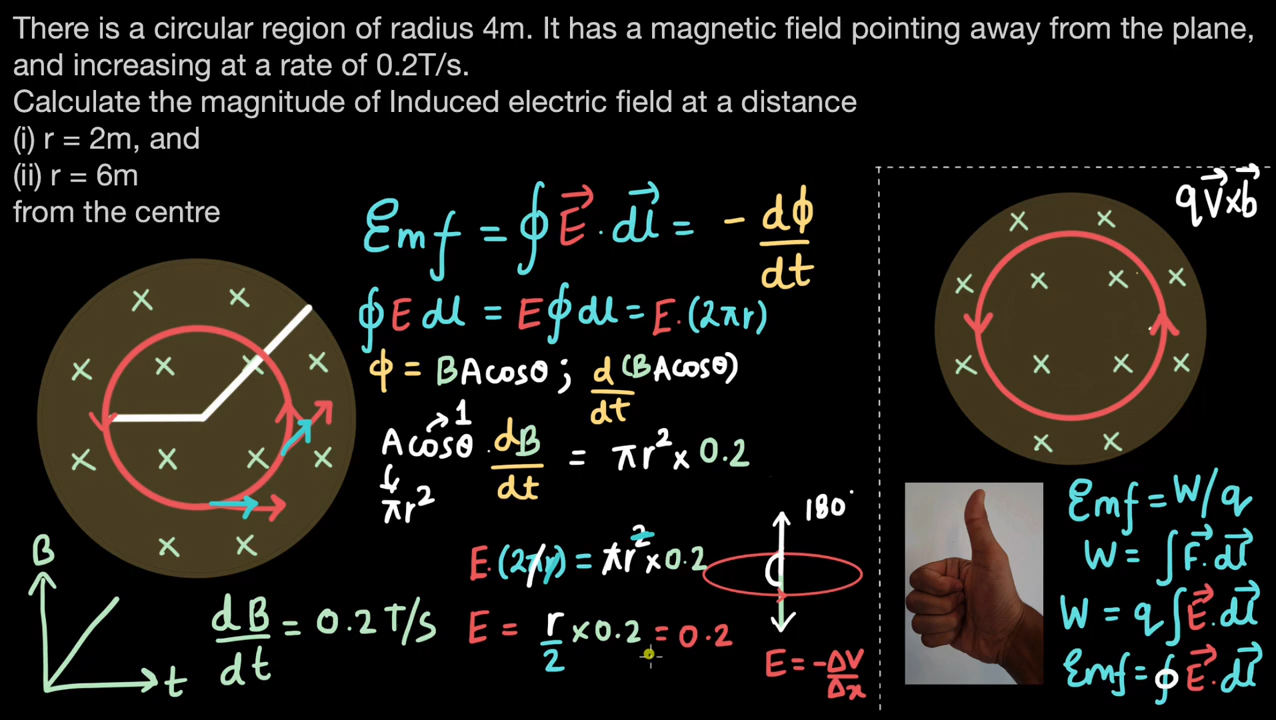 There is a circular region of radius 4m. It has a magnetic field pointing away from the plane,
and increasing at a rate of 0.2T/s.
Calculate the magnitude of Induced electric field at a distance
(i) r = 2m, and
(ii) r = 6m
from the centre
Emf = ∮ E⃗ . dl⃗ = - dϕ/dt
∮ E dl = E ∮ dl = E. (2πr)
ϕ = BAcosθ ; d/dt (BAcosθ)
A cosθ → 1 . dB/dt = πr² × 0.2
↓ πr²
E. (2πr) = πr² × 0.2
E = r/2 × 0.2 = 0.2
180°
E = -ΔV/Δx
B
t
dB/dt = 0.2 T/s
q v⃗ × b⃗
Emf = W/q
W = ∫ F⃗. dl⃗
W = q ∫ E⃗. dl⃗
Emf = ∮ E⃗. dl⃗